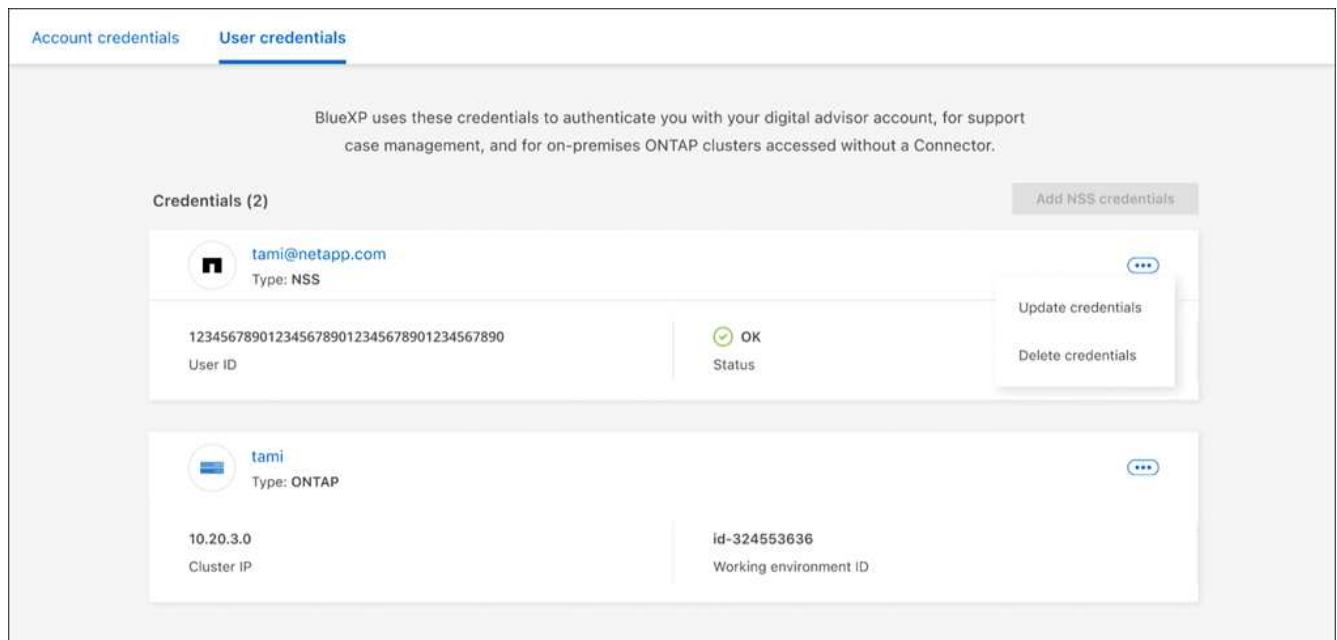 Account credentials User credentials
BlueXP uses these credentials to authenticate you with your digital advisor account, for support
case management, and for on-premises ONTAP clusters accessed without a Connector.
Credentials (2)
Add NSS credentials
tami@netapp.com
Type: NSS
Update credentials
Delete credentials
1234567890123456789012345678901234567890
User ID
OK
Status
tami
Type: ONTAP
10.20.3.0
Cluster IP
id-324553636
Working environment ID